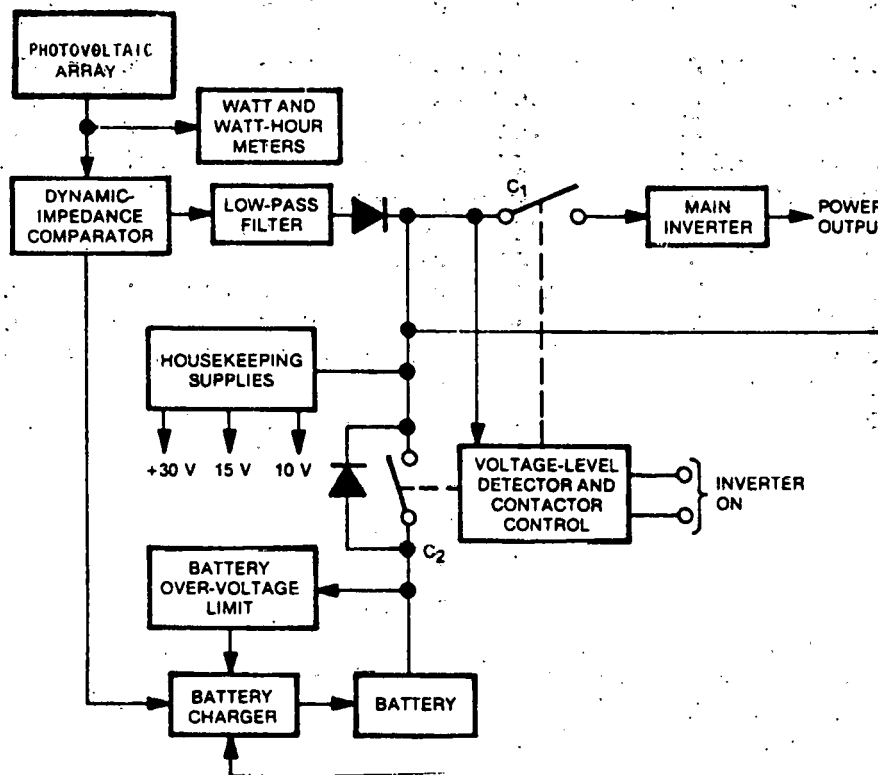 PHOTOVOLTAIC
ARRAY
WATT AND
WATT-HOUR
METERS
DYNAMIC-
IMPEDANCE
COMPARATOR
LOW-PASS
FILTER
C1
MAIN
INVERTER
POWER
OUTPU
HOUSEKEEPING
SUPPLIES
+30 V 15 V 10 V
VOLTAGE-LEVEL
DETECTOR AND
CONTACTOR
CONTROL
INVERTER
ON
C2
BATTERY
OVER-VOLTAGE
LIMIT
BATTERY
CHARGER
BATTERY